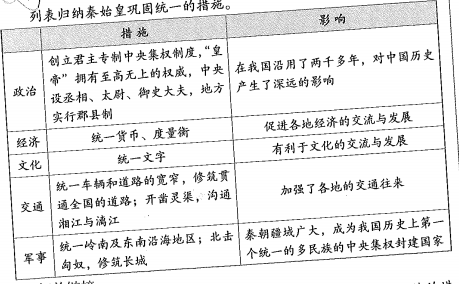 列表归纳秦始皇巩固统一的措施。
措施
影响
政治
创立君主专制中央集权制度，“皇
帝”拥有至高无上的权威，中央
设丞相、太尉、御史大夫，地方
实行郡县制
在我国沿用了两千多年，对中国历史
产生了深远的影响
经济
统一货币、度量衡
促进各地经济的交流与发展
文化
统一文字
有利于文化的交流与发展
交通
统一车辆和道路的宽窄，修筑贯
通全国的道路；开凿灵渠，沟通
湘江与漓江
加强了各地的交通往来
军事
统一岭南及东南沿海地区；北击
匈奴，修筑长城
秦朝疆域广大，成为我国历史上第一
个统一的多民族的中央集权封建国家